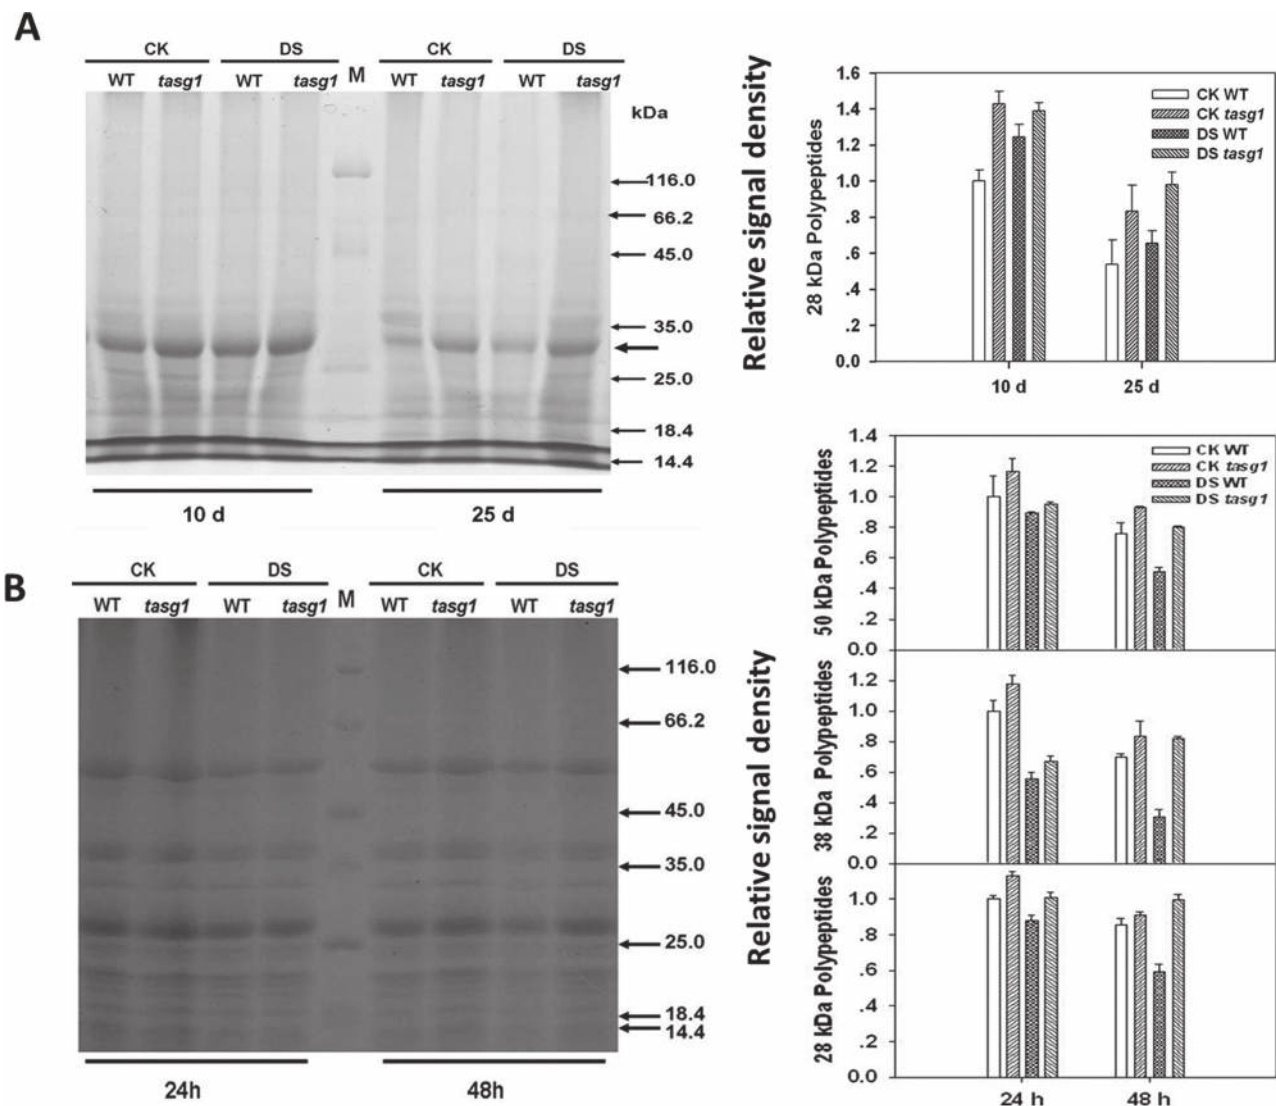 A
CK DS CK DS
WT tasg1 WT tasg1 M WT tasg1 WT tasg1
kDa
116.0
66.2
45.0
35.0
25.0
18.4
14.4
10 d 25 d
Relative signal density
28 kDa Polypeptides
1.6
1.4
1.2
1.0
.8
.6
.4
.2
0.0
CK WT
CK tasg1
DS WT
DS tasg1
10 d 25 d
B
CK DS CK DS
WT tasg1 WT tasg1 M WT tasg1 WT tasg1
116.0
66.2
45.0
35.0
25.0
18.4
14.4
24h 48h
Relative signal density
50 kDa Polypeptides
1.4
1.2
1.0
.8
.6
.4
.2
0.0
CK WT
CK tasg1
DS WT
DS tasg1
38 kDa Polypeptides
1.2
1.0
.8
.6
.4
.2
0.0
28 kDa Polypeptides
1.0
.8
.6
.4
.2
0.0
24 h 48 h